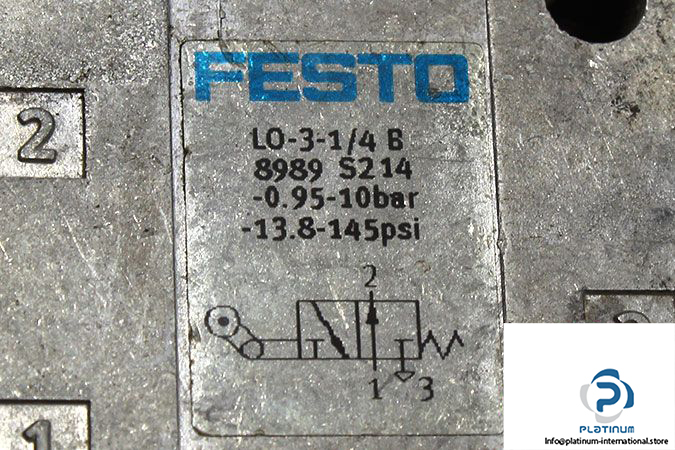 FESTO
LO-3-1/4 B
8989 S214
-0.95-10bar
-13.8-145psi
2
2
1 3
1
PLATINUM
Info@platinum-international.store